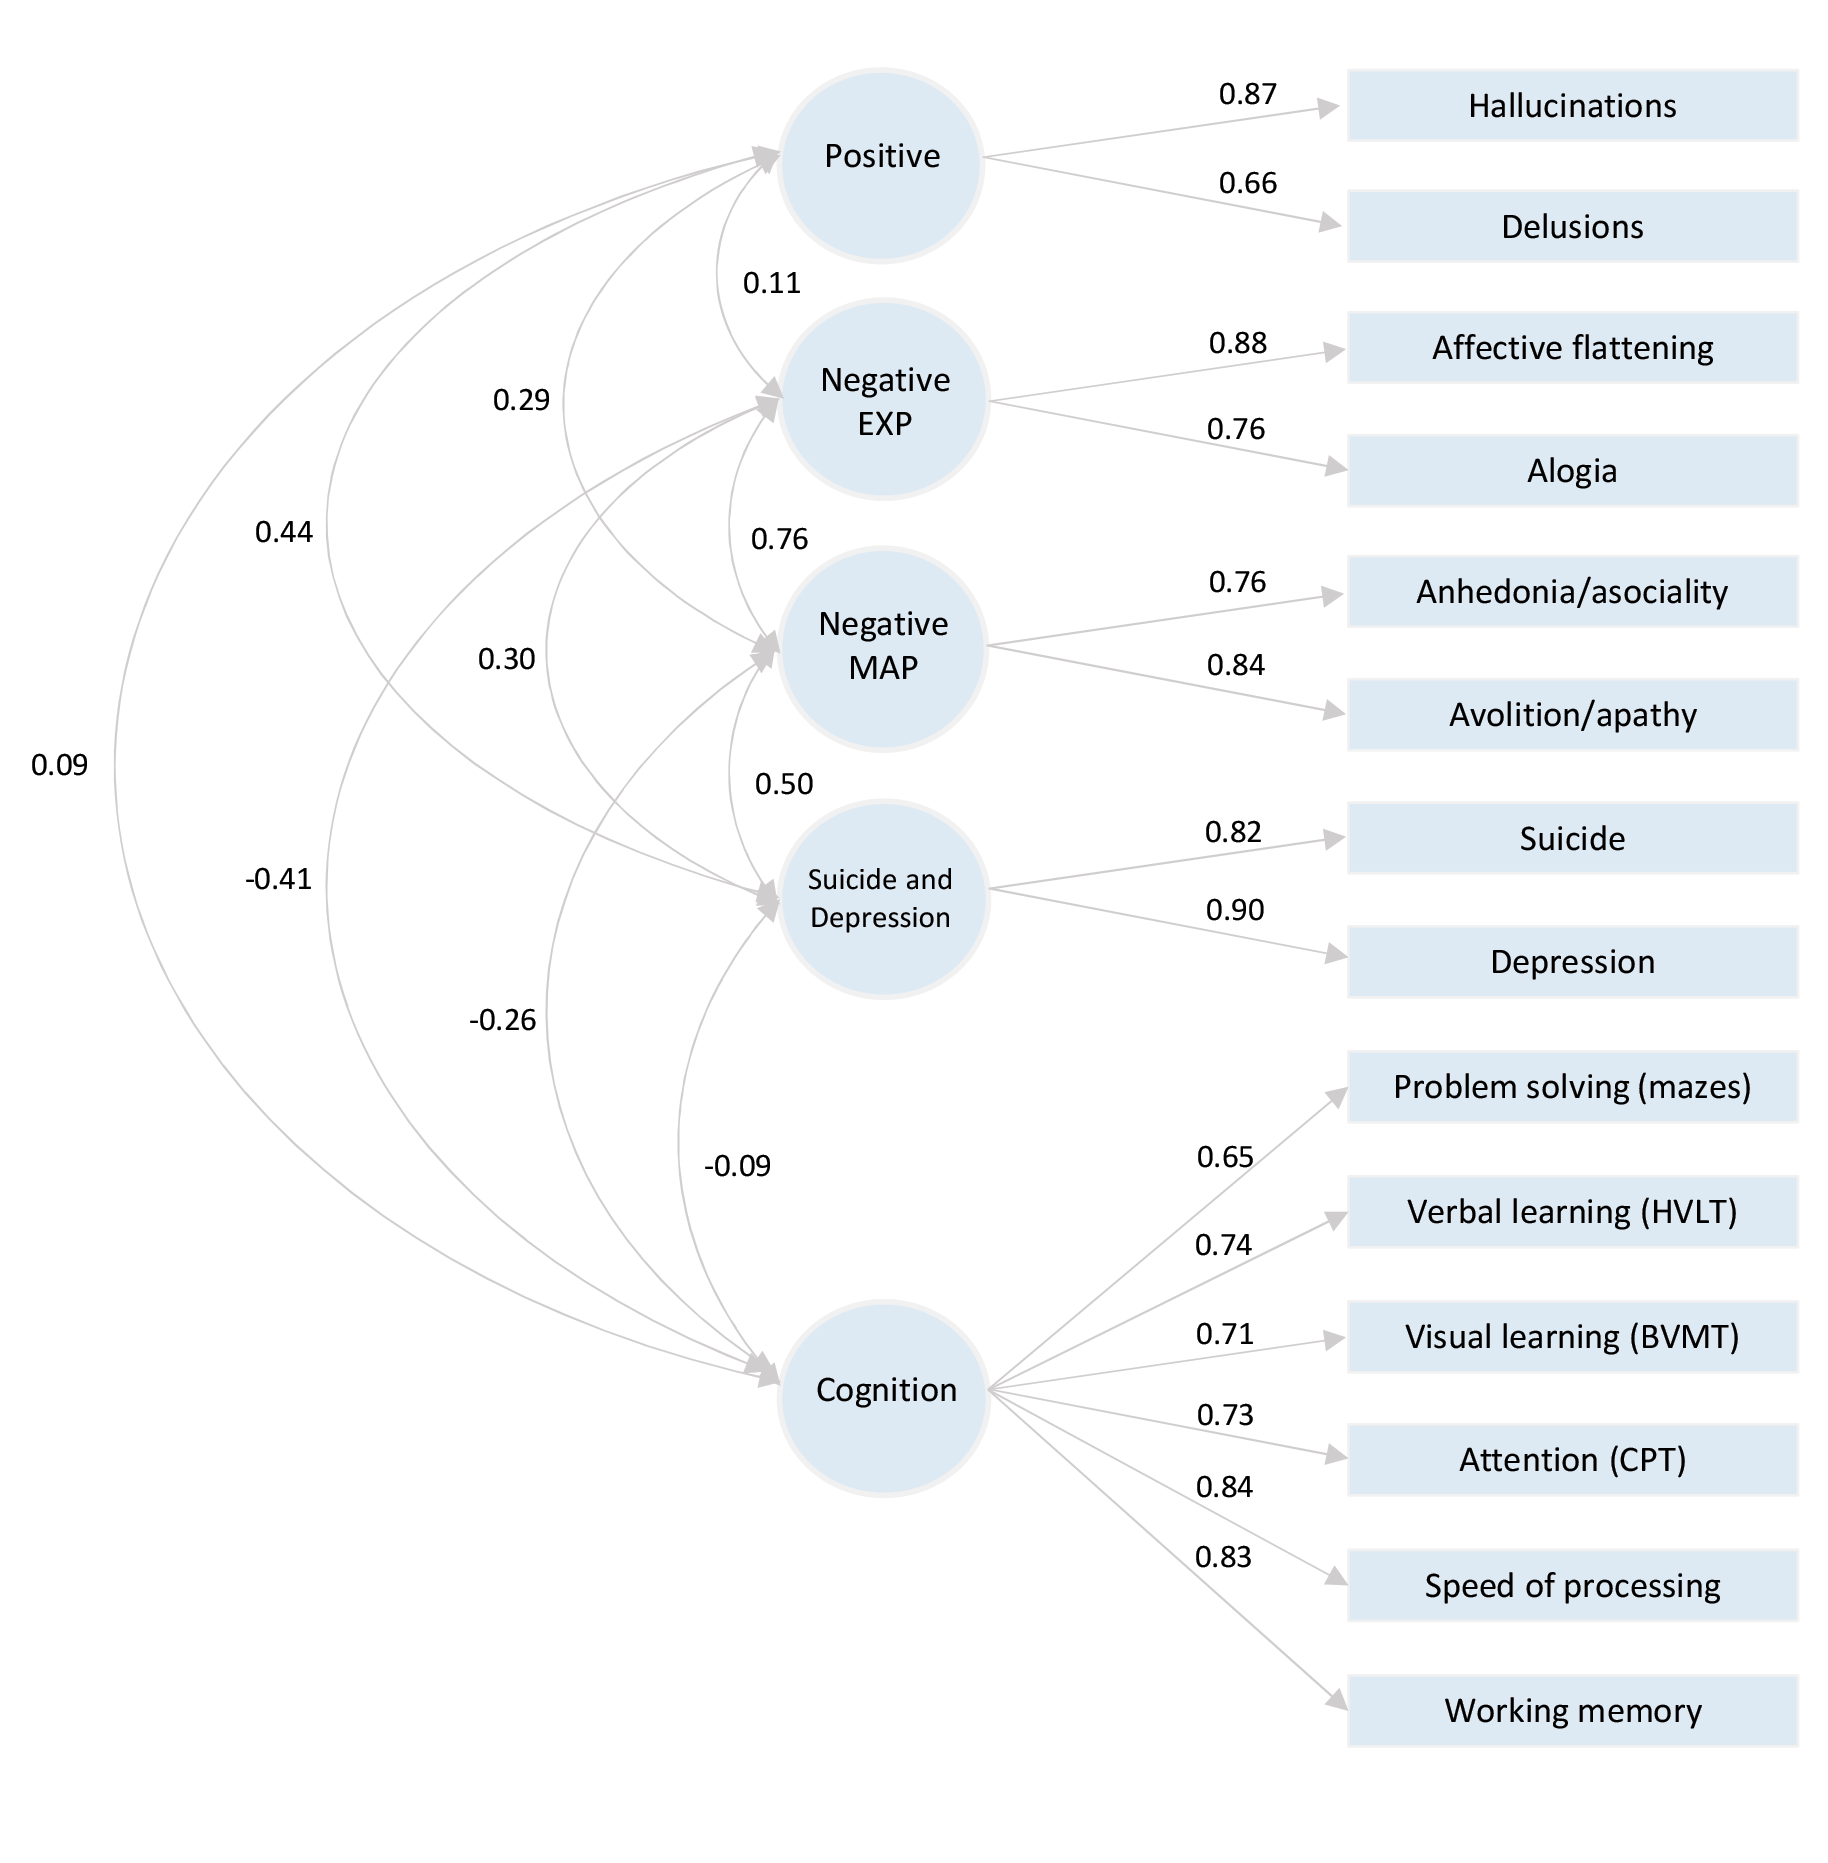 0.87
Hallucinations
Positive
0.66
Delusions
0.11
0.88
Affective flattening
Negative
EXP
0.29
0.76
Alogia
0.44
0.76
0.76
Anhedonia/asociality
Negative
MAP
0.30
0.84
Avolition/apathy
0.09
0.50
0.82
Suicide
Suicide and
Depression
-0.41
0.90
Depression
-0.26
Problem solving (mazes)
0.65
-0.09
Verbal learning (HVLT)
0.74
0.71
Visual learning (BVMT)
Cognition
0.73
Attention (CPT)
0.84
0.83
Speed of processing
Working memory